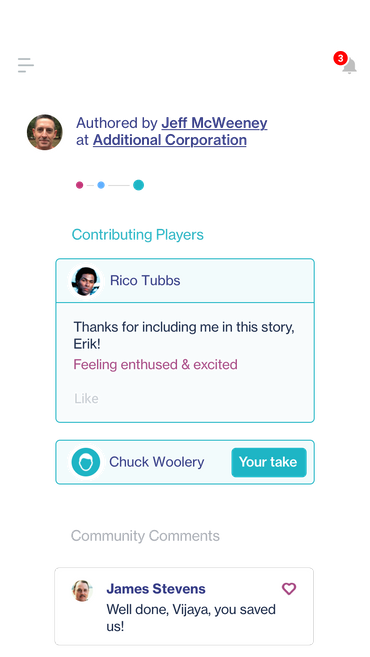 3
Authored by Jeff McWeeney
at Additional Corporation
Contributing Players
Rico Tubbs
Thanks for including me in this story,
Erik!
Feeling enthused & excited
Like
Chuck Woolery
Your take
Community Comments
James Stevens
Well done, Vijaya, you saved
us!